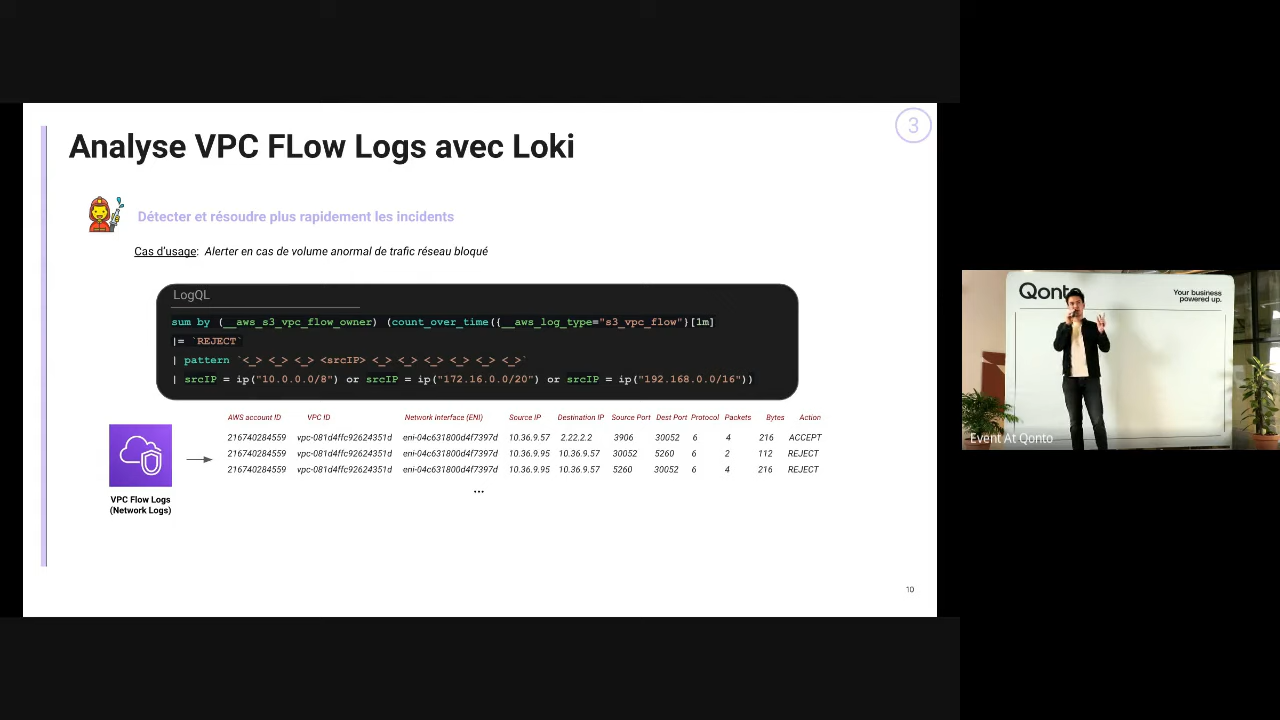 Analyse VPC FLow Logs avec Loki
3
Détecter et résoudre plus rapidement les incidents
Cas d'usage: Alerter en cas de volume anormal de trafic réseau bloqué
LogQL
sum by (__aws_s3_vpc_flow_owner) (count_over_time({__aws_log_type="s3_vpc_flow"}[1m]
|= `REJECT`
| pattern `<_> <_> <_> <srcIP> <_> <_> <_> <_> <_> <_>`
| srcIP = ip("10.0.0.0/8") or srcIP = ip("172.16.0.0/20") or srcIP = ip("192.168.0.0/16"))
AWS account ID VPC ID Network Interface (ENI) Source IP Destination IP Source Port Dest Port Protocol Packets Bytes Action
216740284559 vpc-081d4ffc92624351d eni-04c631800d4f7397d 10.36.9.57 2.22.2.2 3906 30052 6 4 216 ACCEPT
216740284559 vpc-081d4ffc92624351d eni-04c631800d4f7397d 10.36.9.95 10.36.9.57 30052 5260 6 2 112 REJECT
216740284559 vpc-081d4ffc92624351d eni-04c631800d4f7397d 10.36.9.57 10.36.9.95 5260 30052 6 4 216 REJECT
...
VPC Flow Logs
(Network Logs)
10
Qonto
Your business
powered up.
Event At Qonto